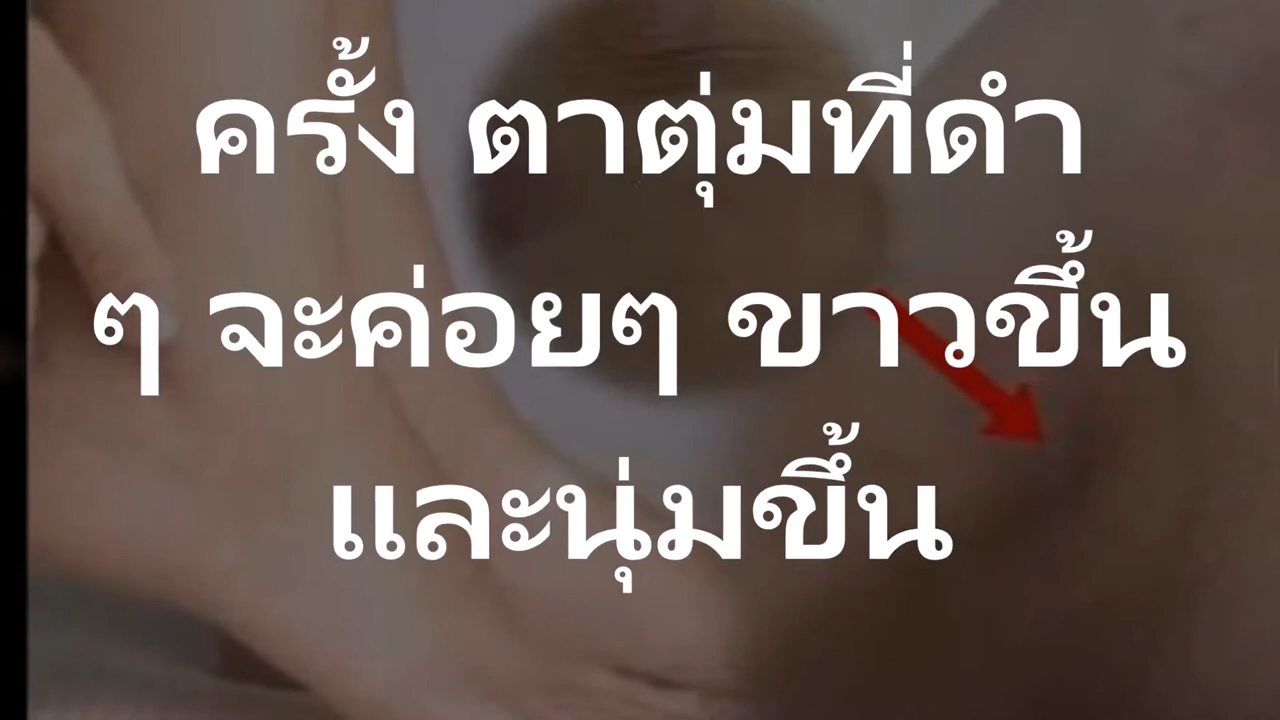 ครั้ง ตาตุ่มที่ดำ
ๆ จะค่อยๆ ขาวขึ้น
และนุ่มขึ้น